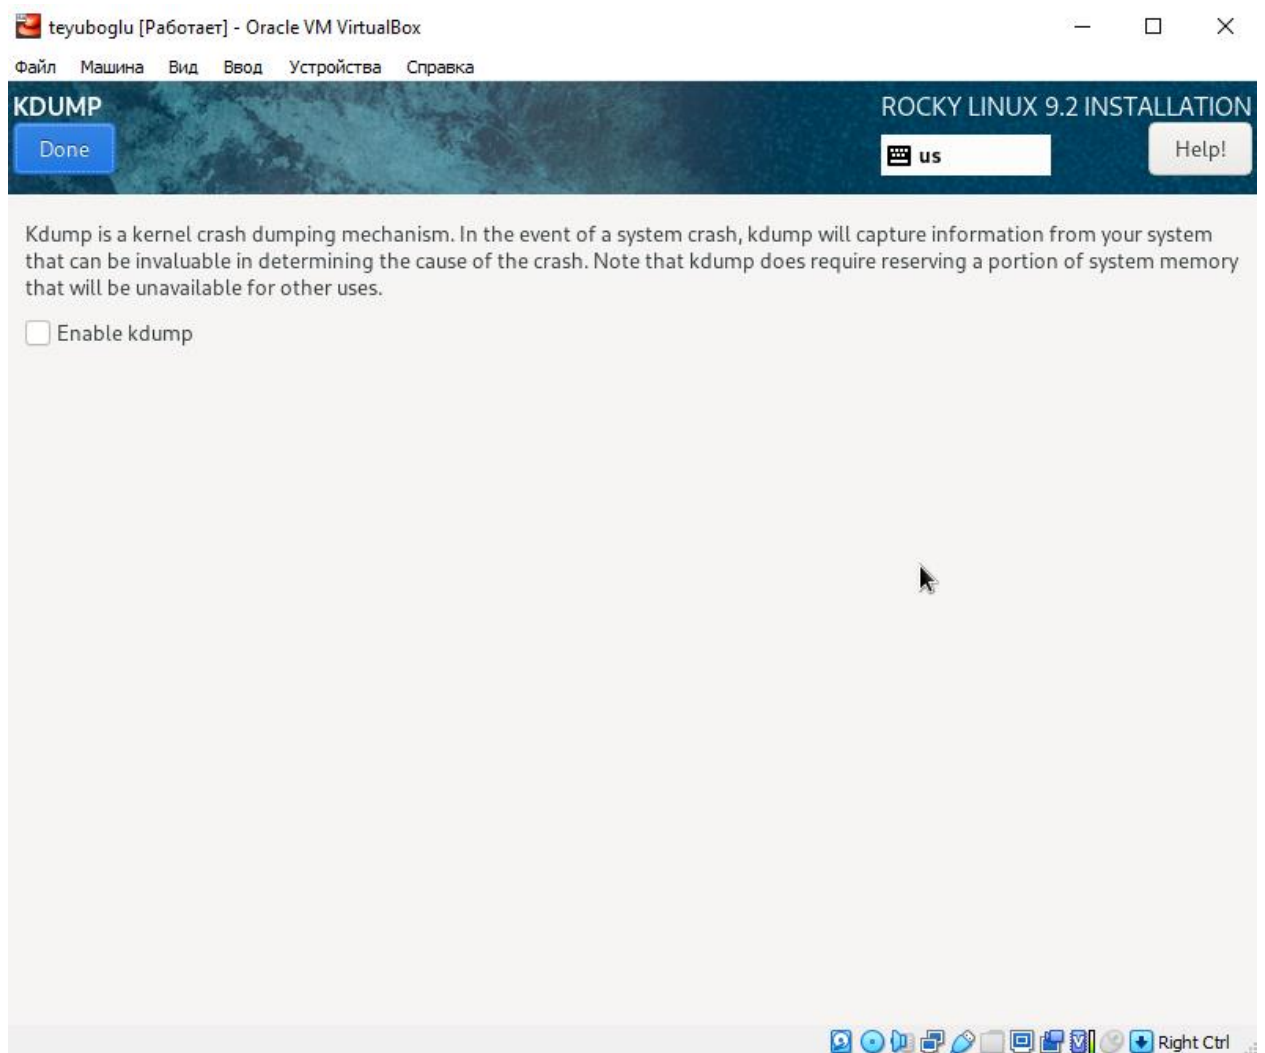 teyuboglu [Работает] - Oracle VM VirtualBox
Файл Машина Вид Ввод Устройства Справка
KDUMP
ROCKY LINUX 9.2 INSTALLATION
Done
us
Help!
Kdump is a kernel crash dumping mechanism. In the event of a system crash, kdump will capture information from your system
that can be invaluable in determining the cause of the crash. Note that kdump does require reserving a portion of system memory
that will be unavailable for other uses.
Enable kdump
Right Ctrl